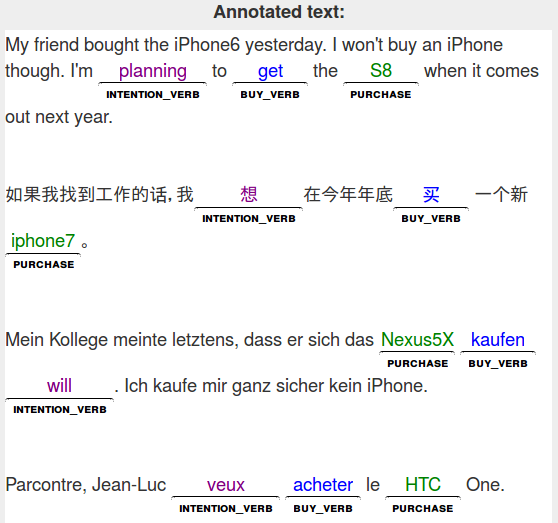 Annotated text:
My friend bought the iPhone6 yesterday. I won't buy an iPhone
though. I'm planning to get the S8 when it comes
INTENTION_VERB BUY_VERB PURCHASE
out next year.
如果我找到工作的话, 我 想 在今年年底 买 一个新
INTENTION_VERB BUY_VERB
iphone7 。
PURCHASE
Mein Kollege meinte letztens, dass er sich das Nexus5X kaufen
PURCHASE BUY_VERB
will . Ich kaufe mir ganz sicher kein iPhone.
INTENTION_VERB
Parcontre, Jean-Luc veux acheter le HTC One.
INTENTION_VERB BUY_VERB PURCHASE